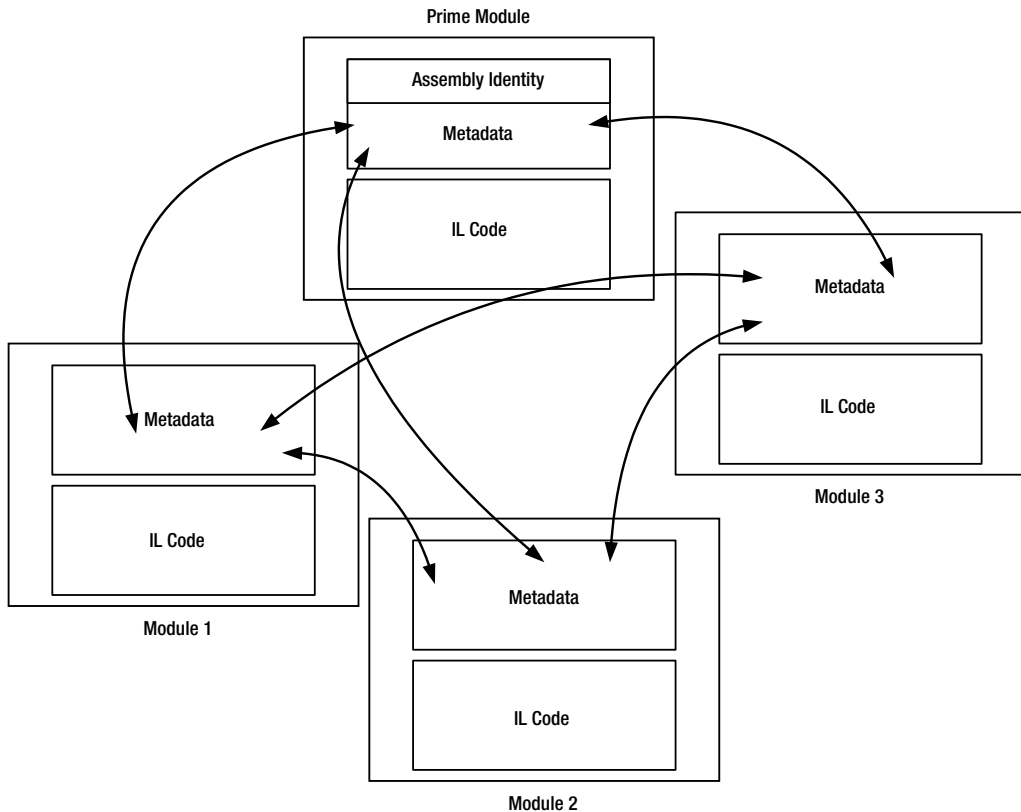 Prime Module
Assembly Identity
Metadata
IL Code
Metadata
IL Code
Module 3
Metadata
IL Code
Module 1
Metadata
IL Code
Module 2